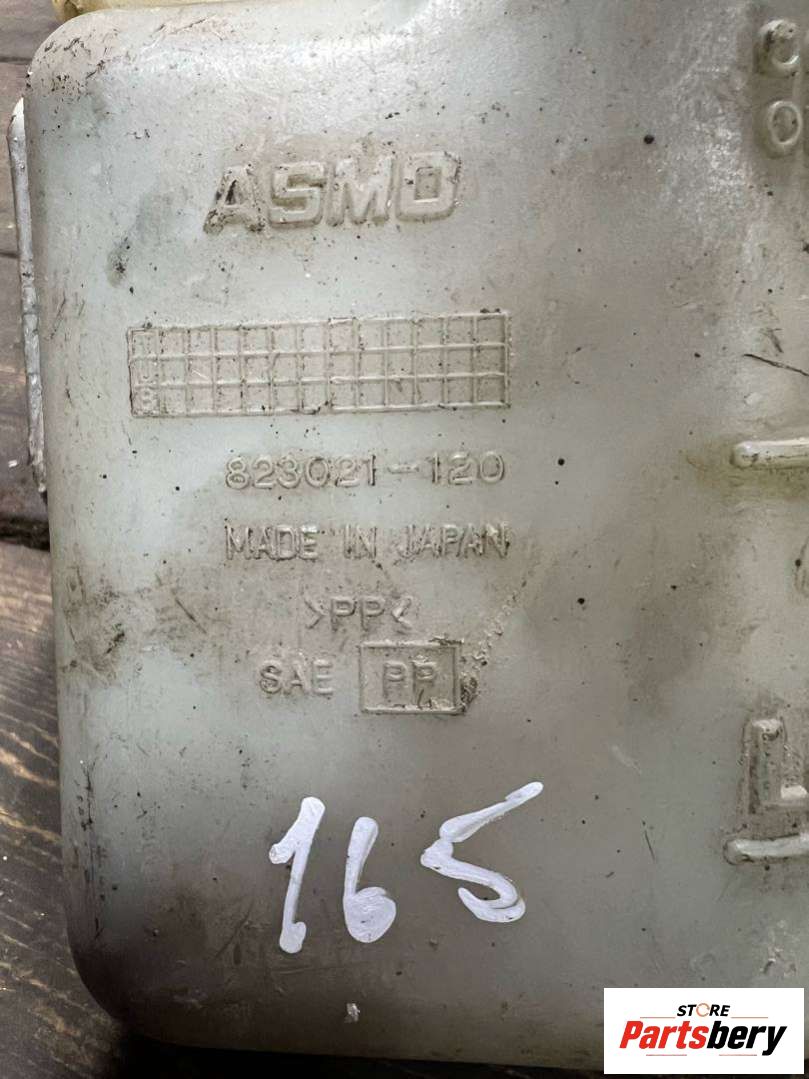 ASMO
823021-120
MADE IN JAPAN
>PP<
SAE PP
L
165
STORE
Partsbery